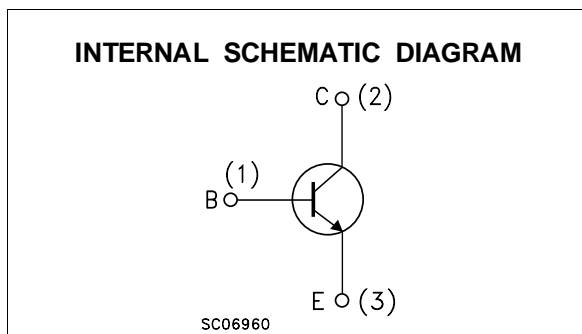 INTERNAL SCHEMATIC DIAGRAM
C (2)
(1)
B
E (3)
SC06960